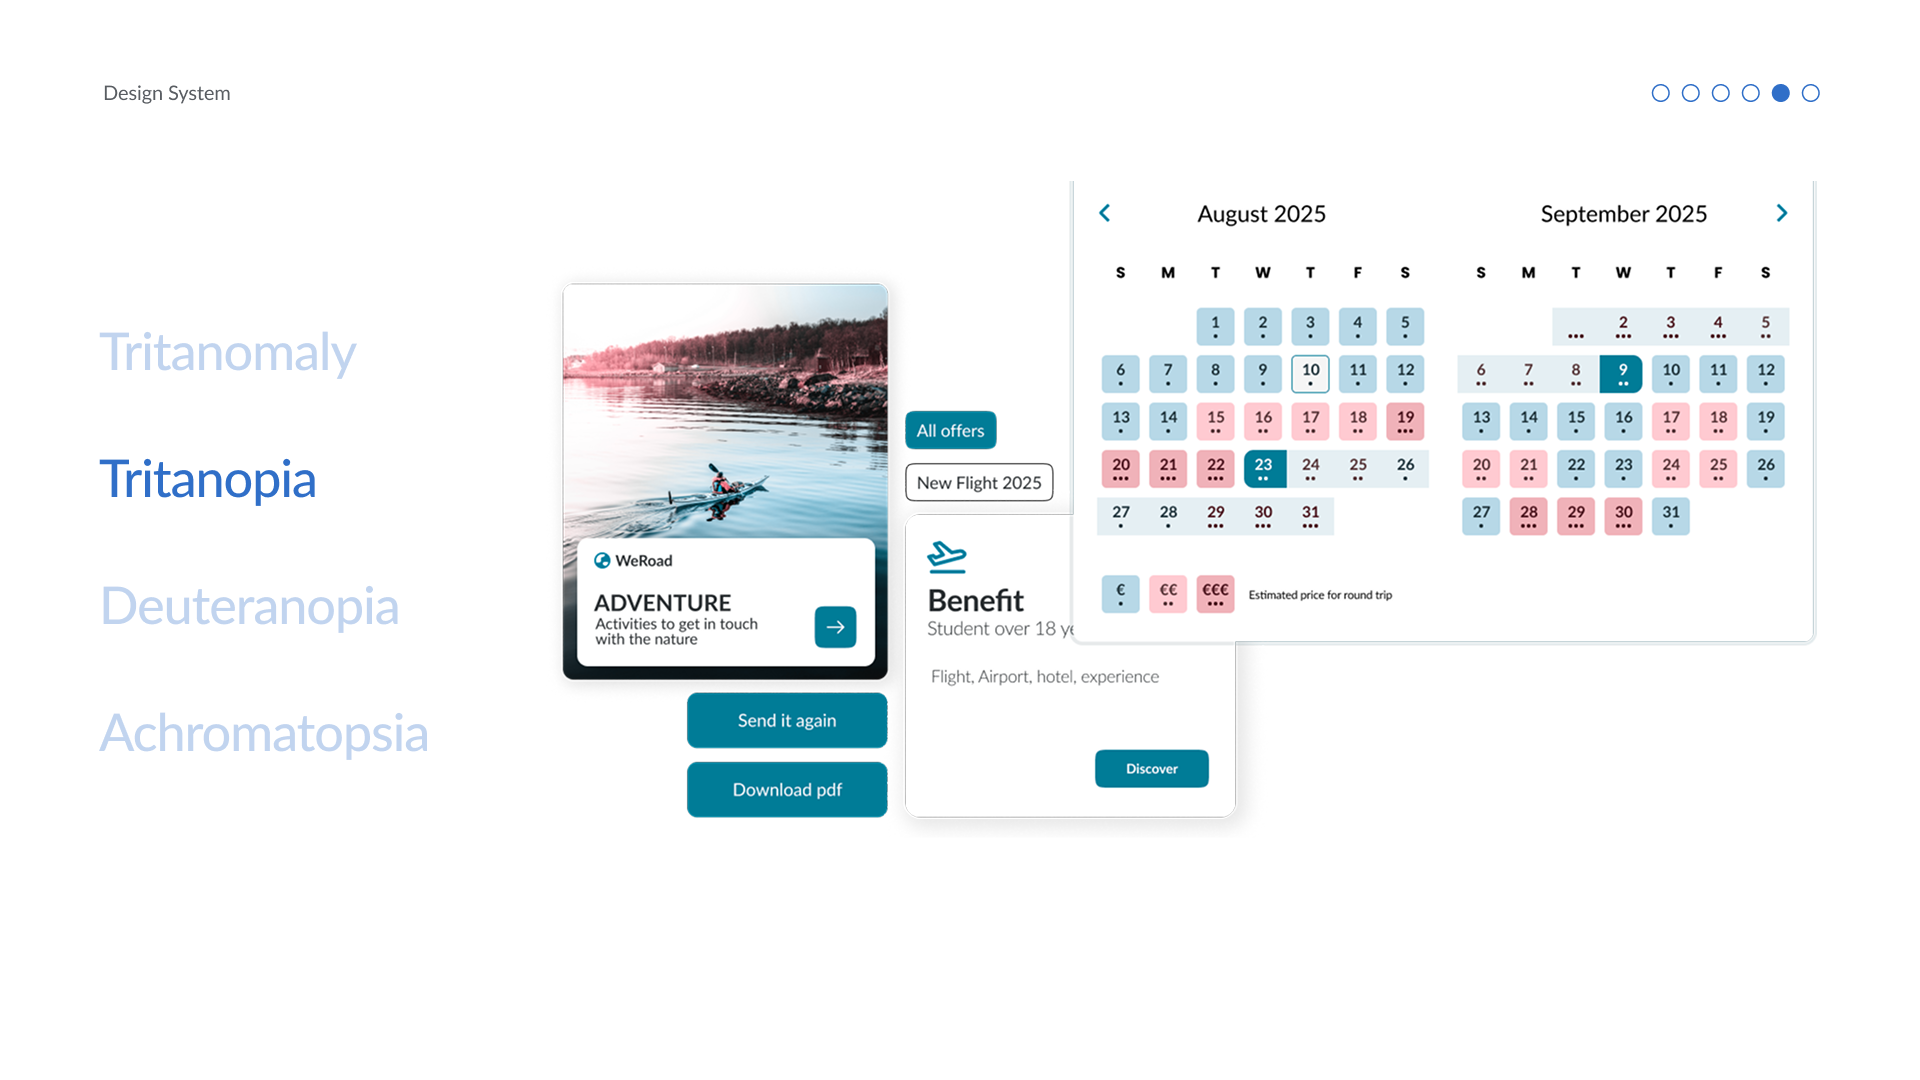 Design System
Tritanomaly
Tritanopia
Deuteranopia
Achromatopsia
WeRoad
ADVENTURE
Activities to get in touch
with the nature
Send it again
Download pdf
All offers
New Flight 2025
Benefit
Student over 18 ye
Flight, Airport, hotel, experience
Discover
August 2025
S M T W T F S
1 2 3 4 5
6 7 8 9 10 11 12
13 14 15 16 17 18 19
20 21 22 23 24 25 26
27 28 29 30 31
September 2025
S M T W T F S
2 3 4 5
6 7 8 9 10 11 12
13 14 15 16 17 18 19
20 21 22 23 24 25 26
27 28 29 30 31
€ €€ €€€ Estimated price for round trip